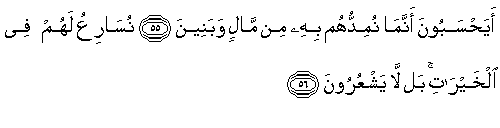 أَيَحْسَبُونَ أَنَّمَا نُمِدُّهُم بِهِۦ مِن مَّالٍۢ وَبَنِينَ ۝٥٥ نُسَارِعُ لَهُمْ فِى
ٱلْخَيْرَٰتِ ۚ بَل لَّا يَشْعُرُونَ ۝٥٦